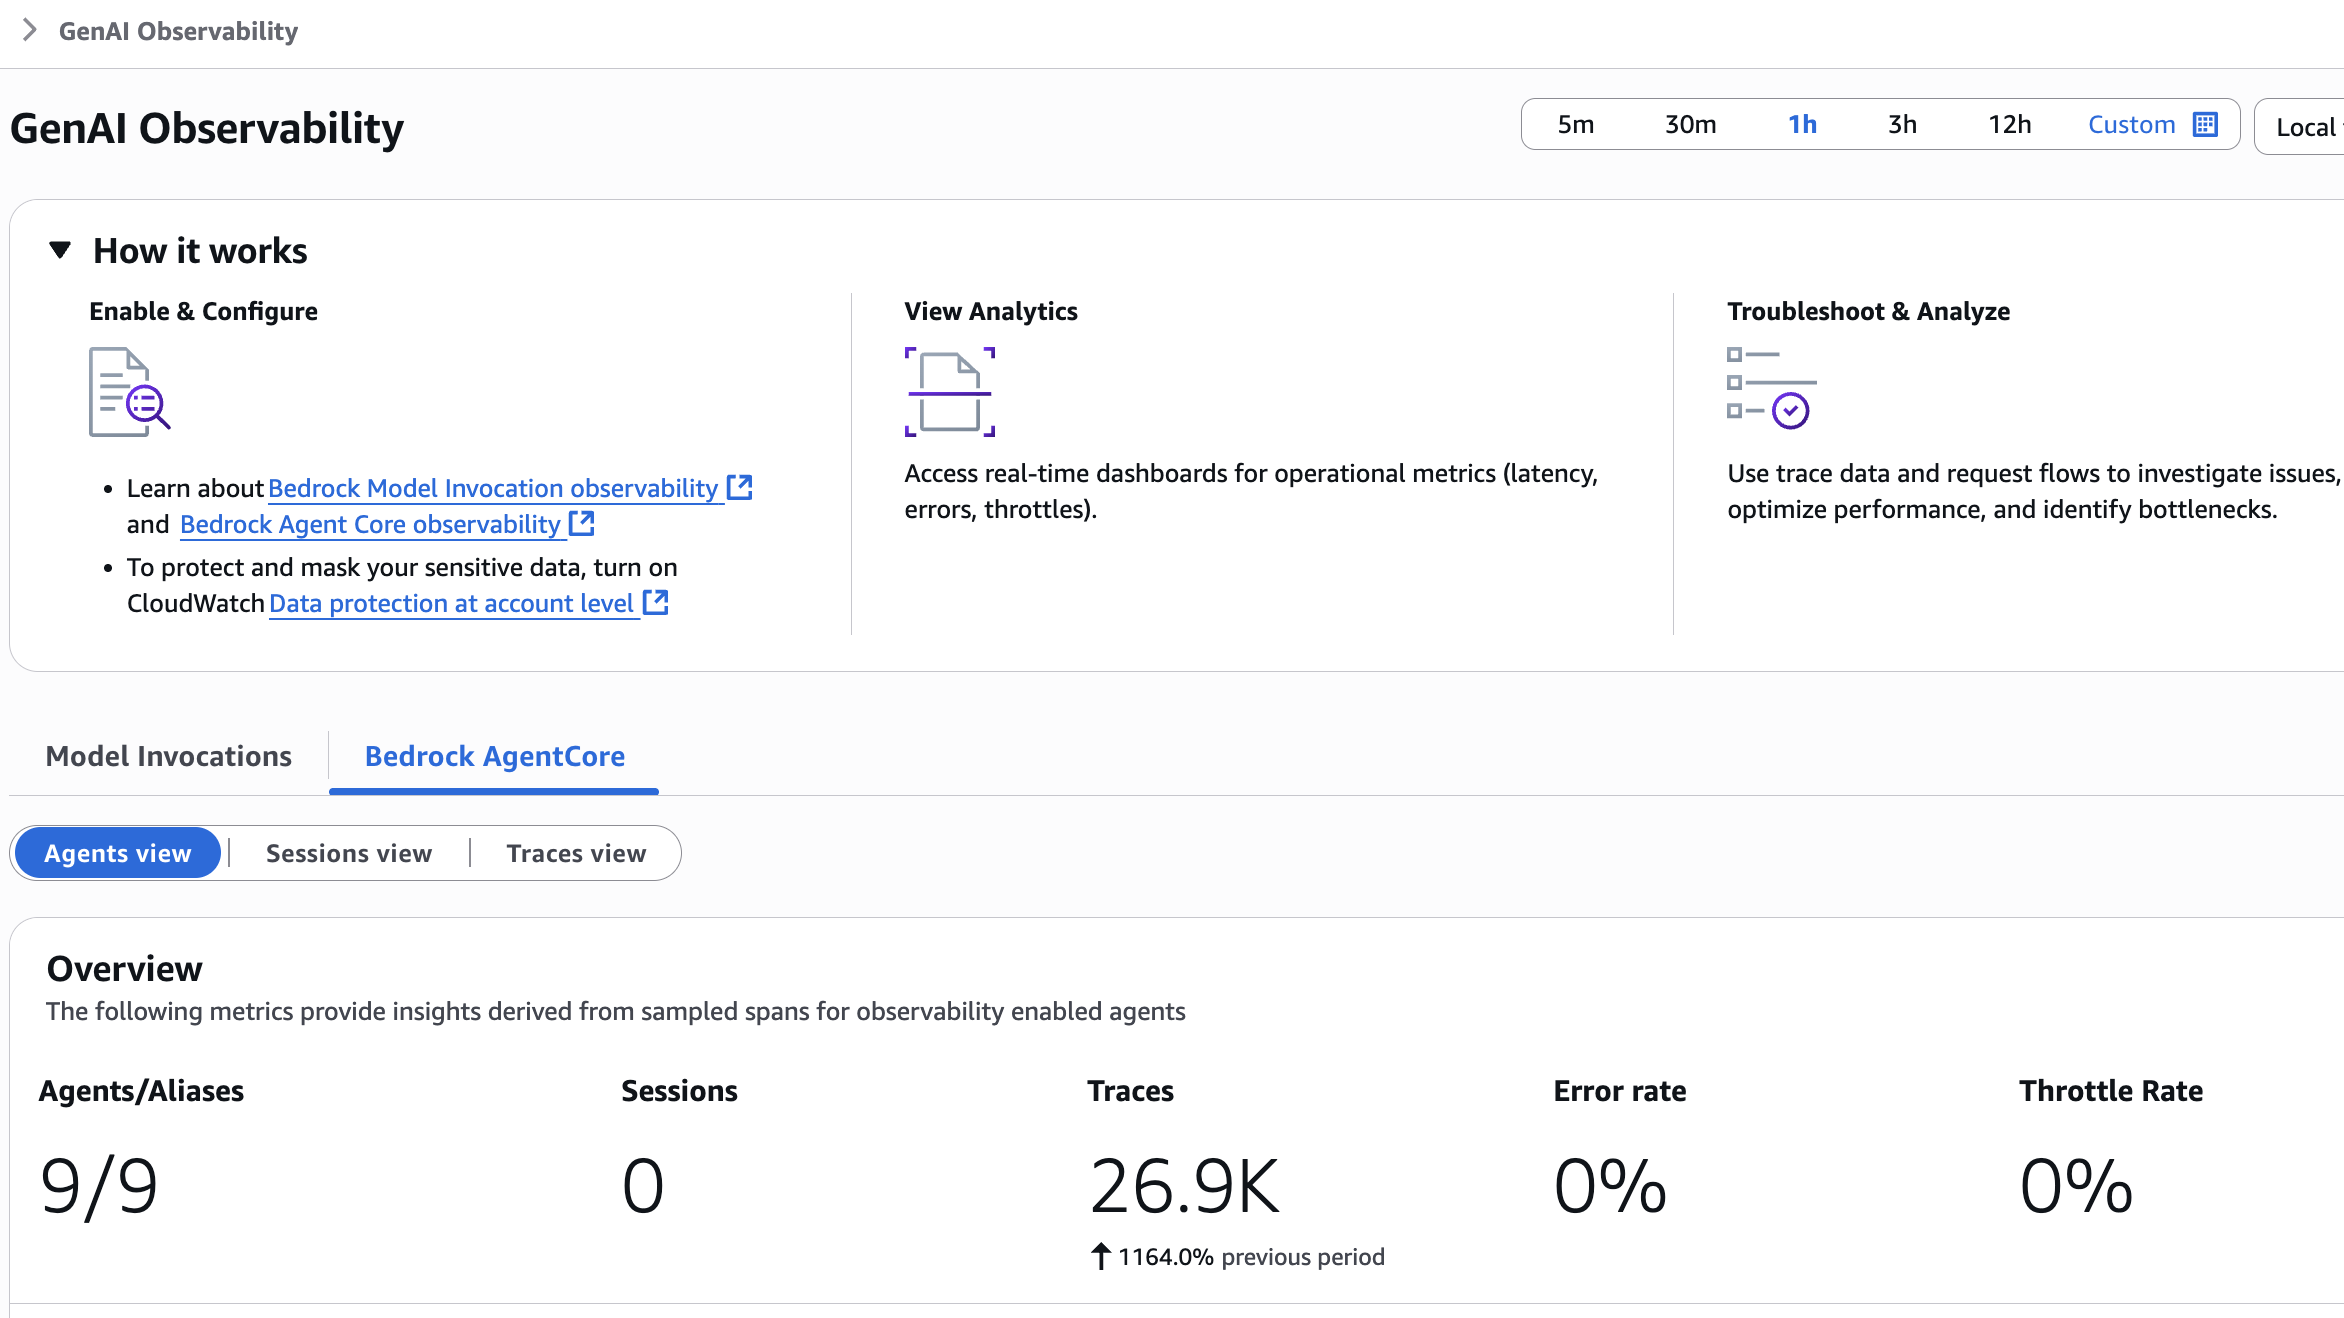 GenAI Observability
GenAI Observability
5m 30m 1h 3h 12h Custom
Local
How it works
Enable & Configure
Learn about Bedrock Model Invocation observability
and Bedrock Agent Core observability
To protect and mask your sensitive data, turn on
CloudWatch Data protection at account level
View Analytics
Access real-time dashboards for operational metrics (latency,
errors, throttles).
Troubleshoot & Analyze
Use trace data and request flows to investigate issues,
optimize performance, and identify bottlenecks.
Model Invocations
Bedrock AgentCore
Agents view | Sessions view | Traces view
Overview
The following metrics provide insights derived from sampled spans for observability enabled agents
Agents/Aliases
9/9
Sessions
0
Traces
26.9K
1164.0% previous period
Error rate
0%
Throttle Rate
0%